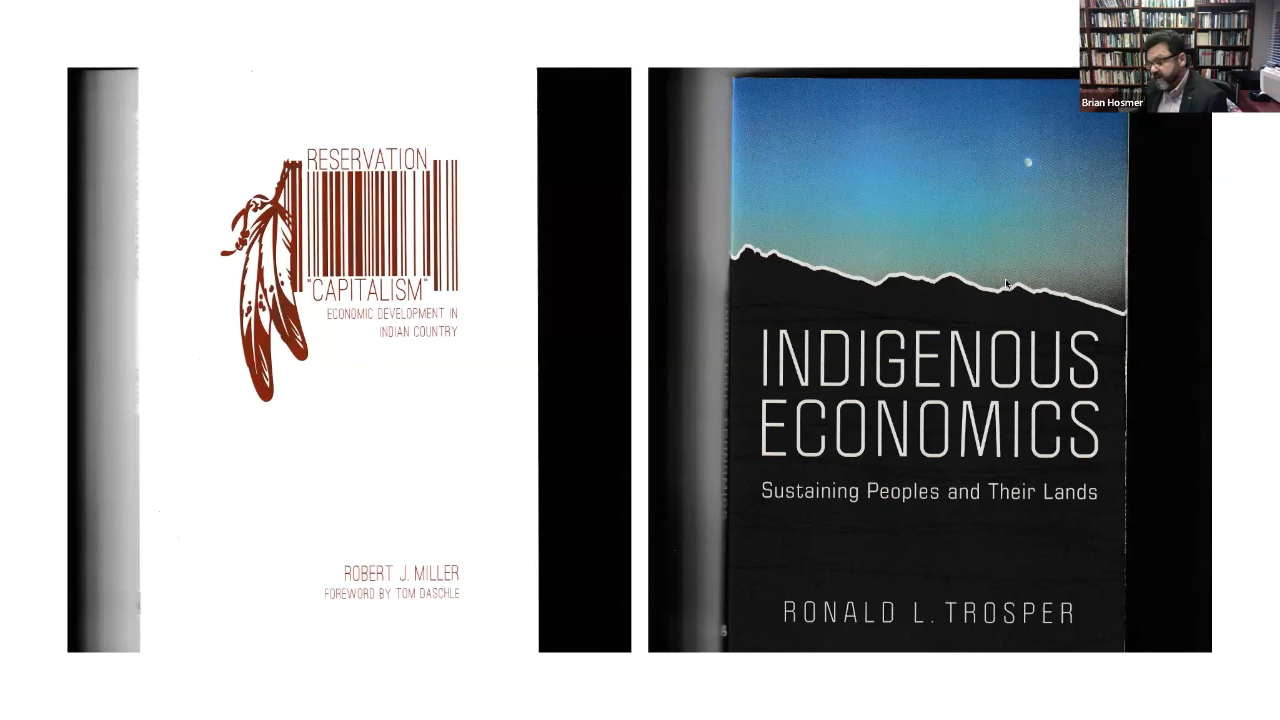 RESERVATION
"CAPITALISM"
ECONOMIC DEVELOPMENT IN
INDIAN COUNTRY
ROBERT J. MILLER
FOREWORD BY TOM DASCHLE
INDIGENOUS
ECONOMICS
Sustaining Peoples and Their Lands
RONALD L. TROSPER
Brian Hosmer